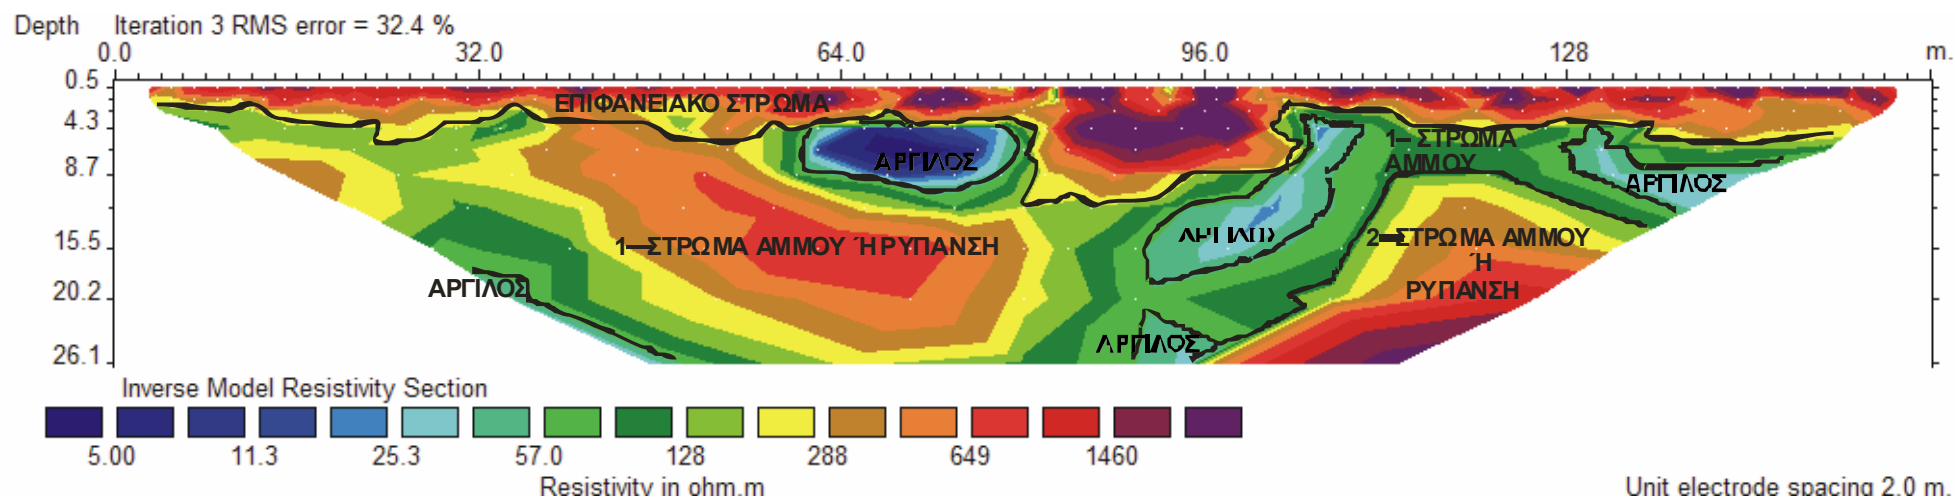 Depth Iteration 3 RMS error = 32.4 %
0.0 32.0 64.0 96.0 128 m.
0.5
ΕΠΙΦΑΝΕΙΑΚΟ ΣΤΡΩΜΑ
4.3
1- ΣΤΡΩΜΑ
ΑΜΜΟΥ
ΑΡΓΙΛΟΣ
8.7
ΑΡΓΙΛΟΣ
ΑΡΓΙΛΟΣ
15.5
1-ΣΤΡΩΜΑ ΑΜΜΟΥ Ή ΡΥΠΑΝΣΗ
2-ΣΤΡΩΜΑ ΑΜΜΟΥ
Ή
ΡΥΠΑΝΣΗ
20.2
ΑΡΓΙΛΟΣ
ΑΡΓΙΛΟΣ
26.1
Inverse Model Resistivity Section
5.00 11.3 25.3 57.0 128 288 649 1460
Resistivity in ohm.m
Unit electrode spacing 2.0 m.